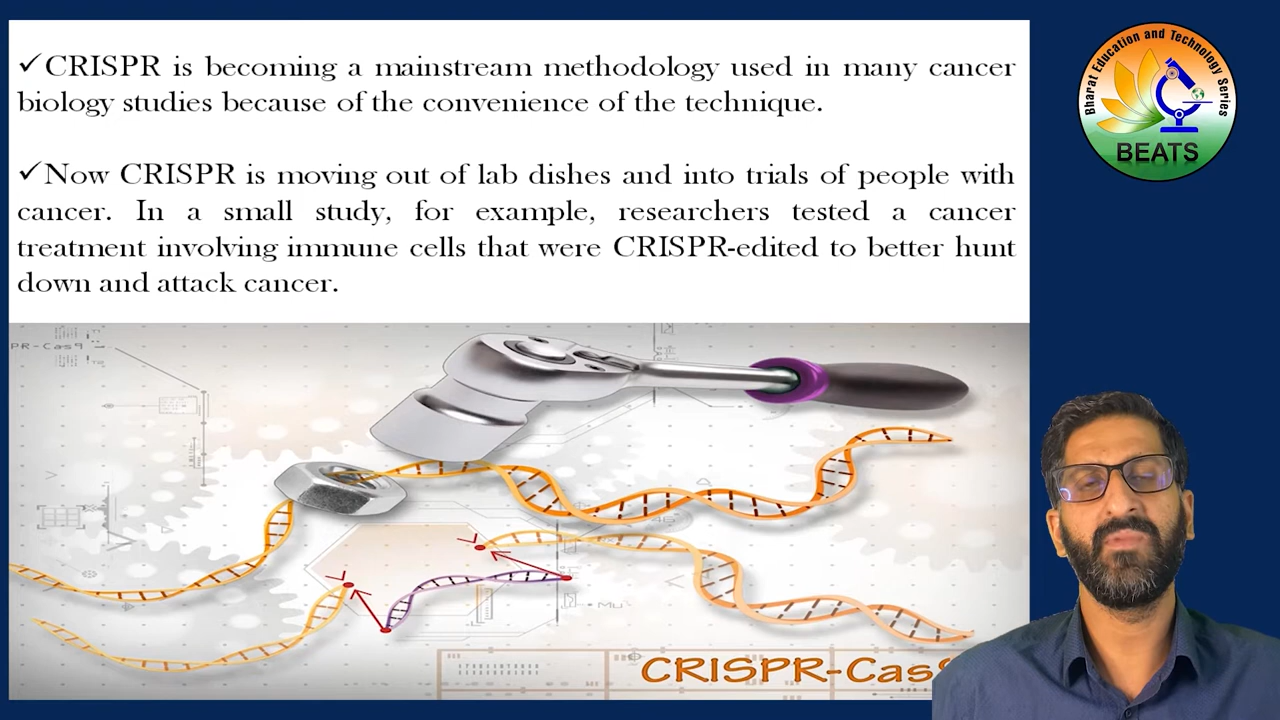 ✓CRISPR is becoming a mainstream methodology used in many cancer
biology studies because of the convenience of the technique.
✓Now CRISPR is moving out of lab dishes and into trials of people with
cancer. In a small study, for example, researchers tested a cancer
treatment involving immune cells that were CRISPR-edited to better hunt
down and attack cancer.
Bharat Education and Technology Series
BEATS
PR-Cas9
CRISPR-Cas9